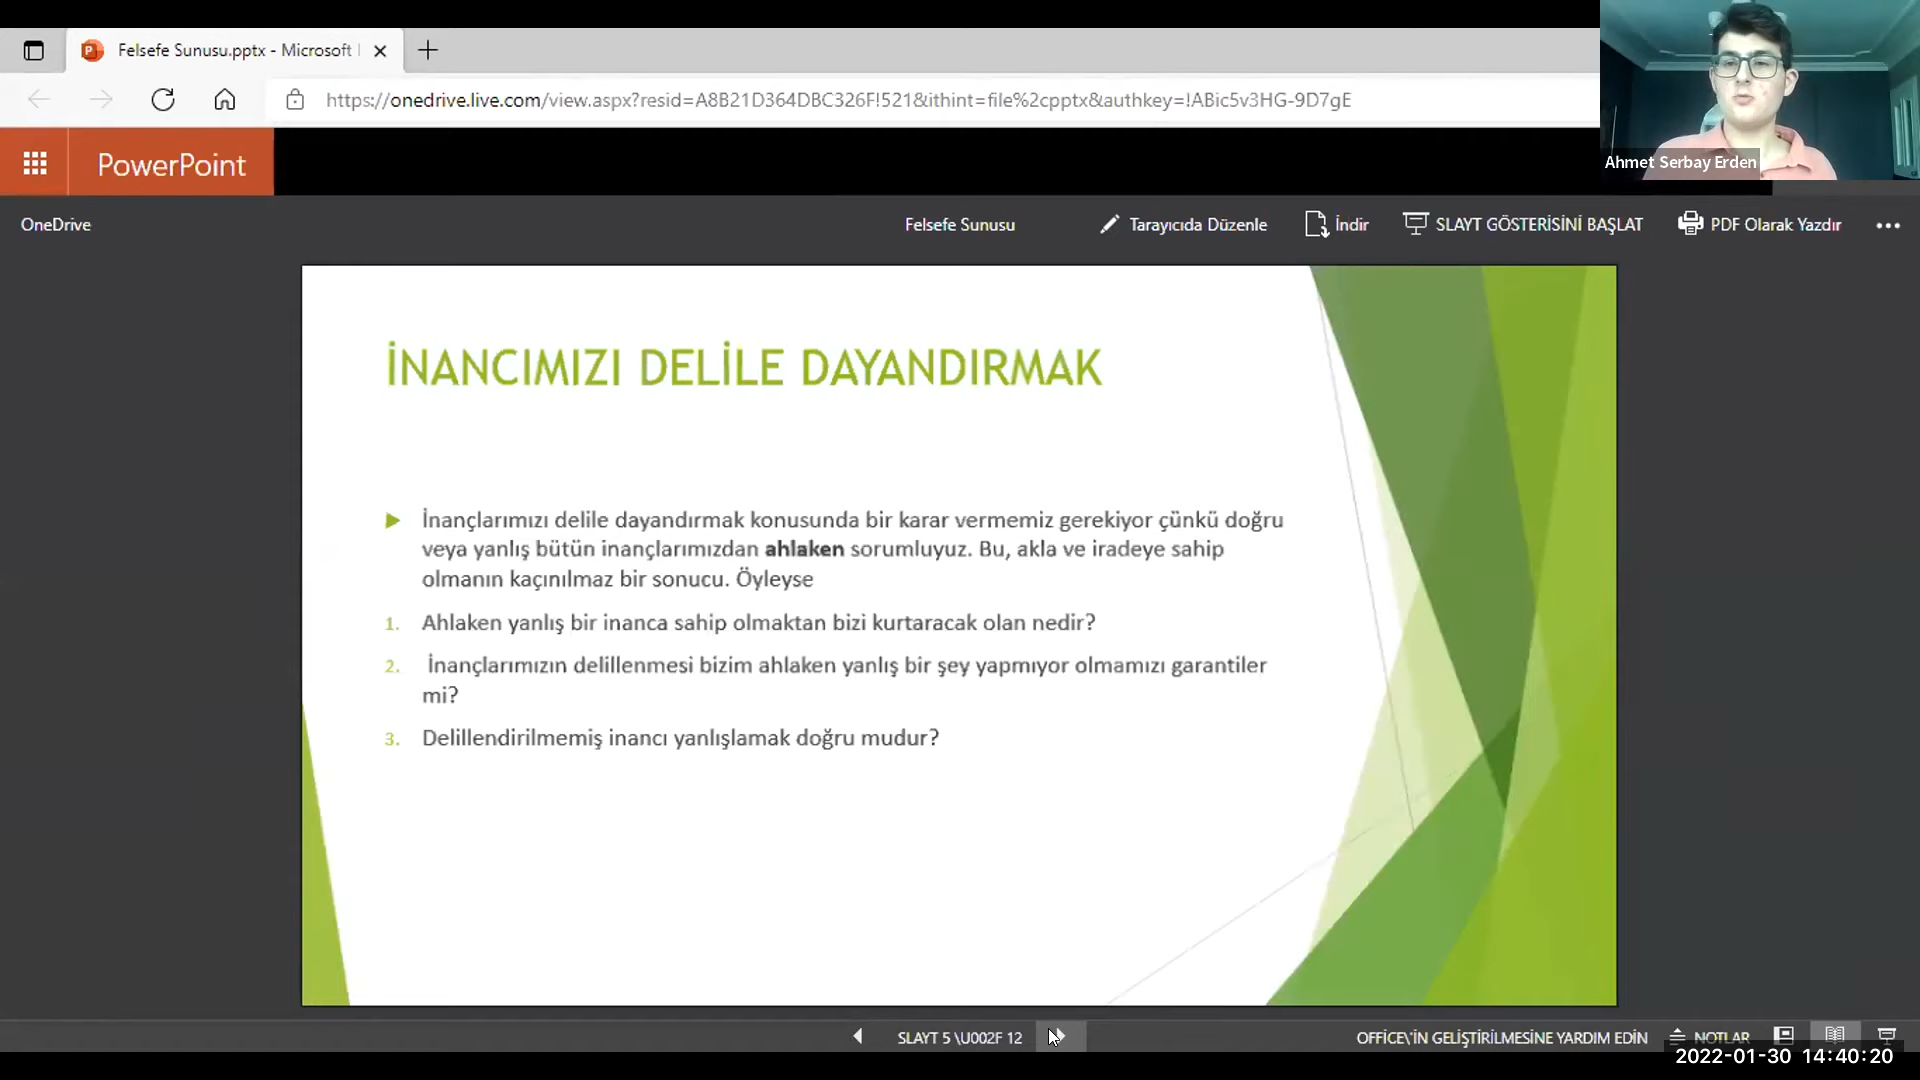 Felsefe Sunusu.pptx - Microsoft
https://onedrive.live.com/view.aspx?resid=A8B21D364DBC326F!521&ithint=file%2cpptx&authkey=!ABic5v3HG-9D7gE
Ahmet Serbay Erden
PowerPoint
OneDrive
Felsefe Sunusu
Tarayıcıda Düzenle
İndir
SLAYT GÖSTERİSİNİ BAŞLAT
PDF Olarak Yazdır
İNANCIMIZI DELİLE DAYANDIRMAK
İnançlarımızı delile dayandırmak konusunda bir karar vermemiz gerekiyor çünkü doğru
veya yanlış bütün inançlarımızdan ahlaken sorumluyuz. Bu, akla ve iradeye sahip
olmanın kaçınılmaz bir sonucu. Öyleyse
1. Ahlaken yanlış bir inanca sahip olmaktan bizi kurtaracak olan nedir?
2. İnançlarımızın delillenmesi bizim ahlaken yanlış bir şey yapmıyor olmamızı garantiler
mi?
3. Delillendirilmemiş inancı yanlışlamak doğru mudur?
SLAYT 5 \U002F 12
OFFICE\'İN GELİŞTİRİLMESİNE YARDIM EDİN
NOTLAR
2022-01-30 14:40:20